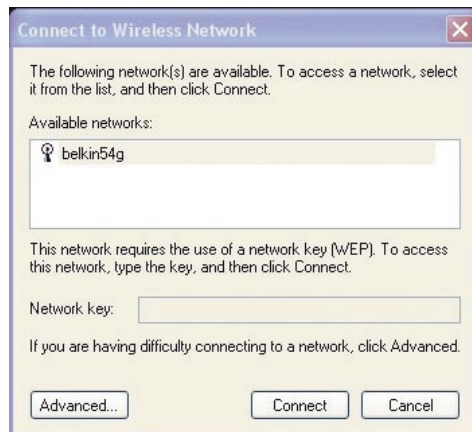 Connect to Wireless Network
The following network(s) are available. To access a network, select
it from the list, and then click Connect.
Available networks:
belkin54g
This network requires the use of a network key (WEP). To access
this network, type the key, and then click Connect.
Network key:
If you are having difficulty connecting to a network, click Advanced.
Advanced... Connect Cancel